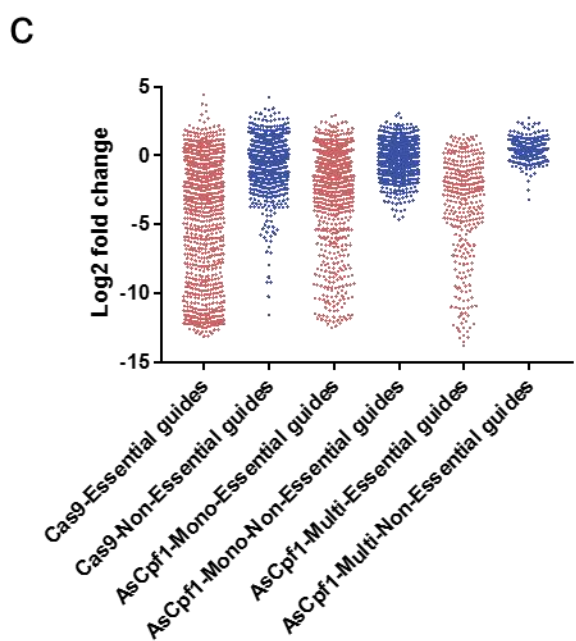 C
Log2 fold change
5
0
-5
-10
-15
Cas9-Essential guides
Cas9-Non-Essential guides
AsCpf1-Mono-Essential guides
AsCpf1-Mono-Non-Essential guides
AsCpf1-Multi-Essential guides
AsCpf1-Multi-Non-Essential guides